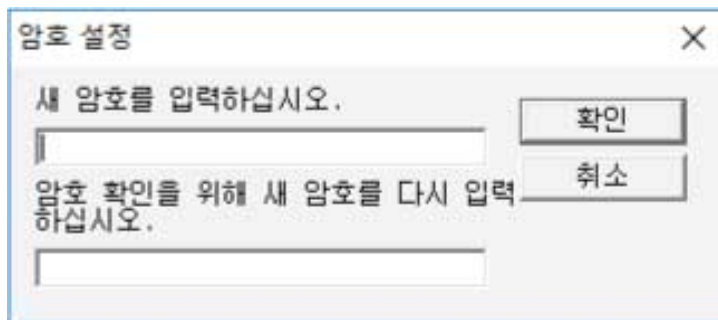 암호 설정
새 암호를 입력하십시오.
확인
취소
암호 확인을 위해 새 암호를 다시 입력
하십시오.